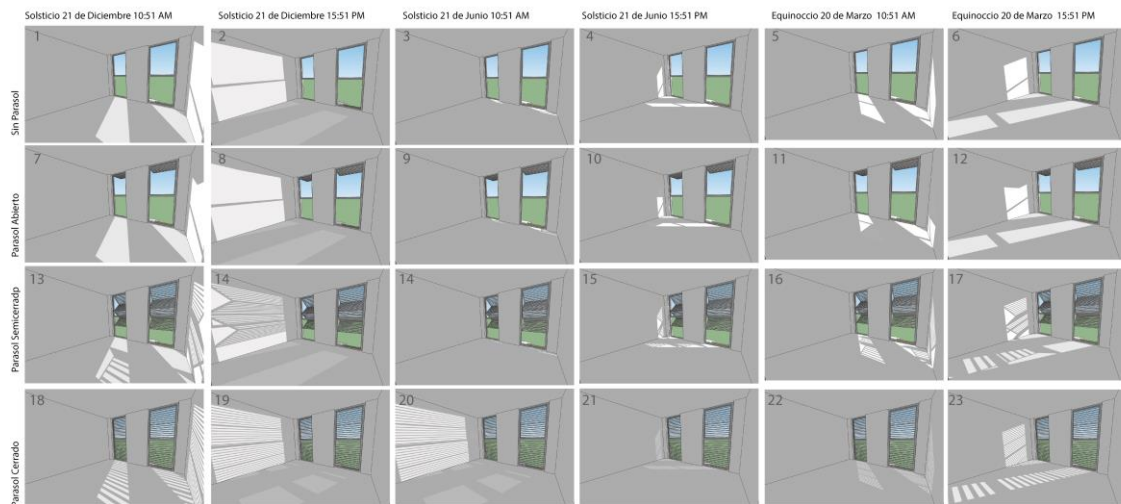 Solsticio 21 de Diciembre 10:51 AM
Solsticio 21 de Diciembre 15:51 PM
Solsticio 21 de Junio 10:51 AM
Solsticio 21 de Junio 15:51 PM
Equinoccio 20 de Marzo 10:51 AM
Equinoccio 20 de Marzo 15:51 PM
Sin Parasol
1
2
3
4
5
6
Parasol Abierto
7
8
9
10
11
12
Parasol Semicerradp
13
14
14
15
16
17
Parasol Cerrado
18
19
20
21
22
23